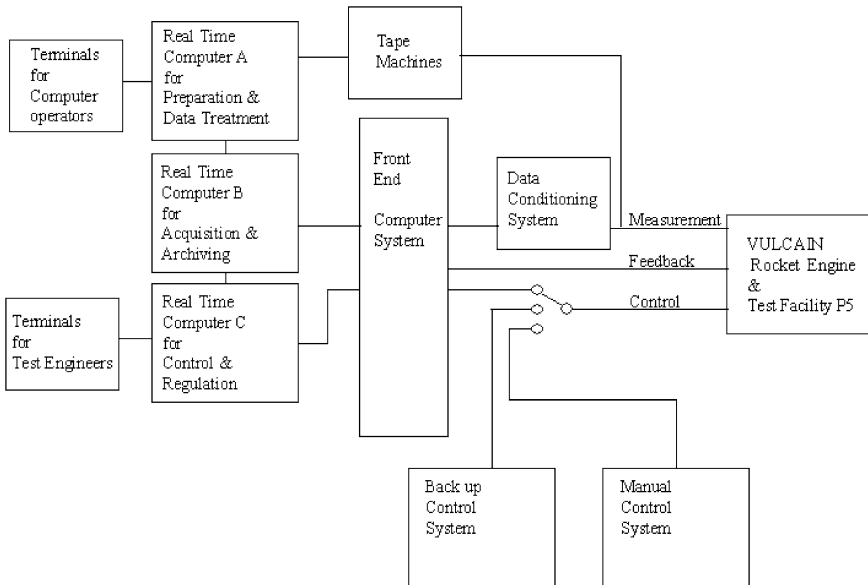 Terminals
for
Computer
operators
Real Time
Computer A
for
Preparation &
Data Treatment
Tape
Machines
Real Time
Computer B
for
Acquisition &
Archiving
Front
End
Computer
System
Data
Conditioning
System
Measurement
Feedback
Control
VULCAIN
Rocket Engine
&
Test Facility P5
Terminals
for
Test Engineers
Real Time
Computer C
for
Control &
Regulation
Back up
Control
System
Manual
Control
System